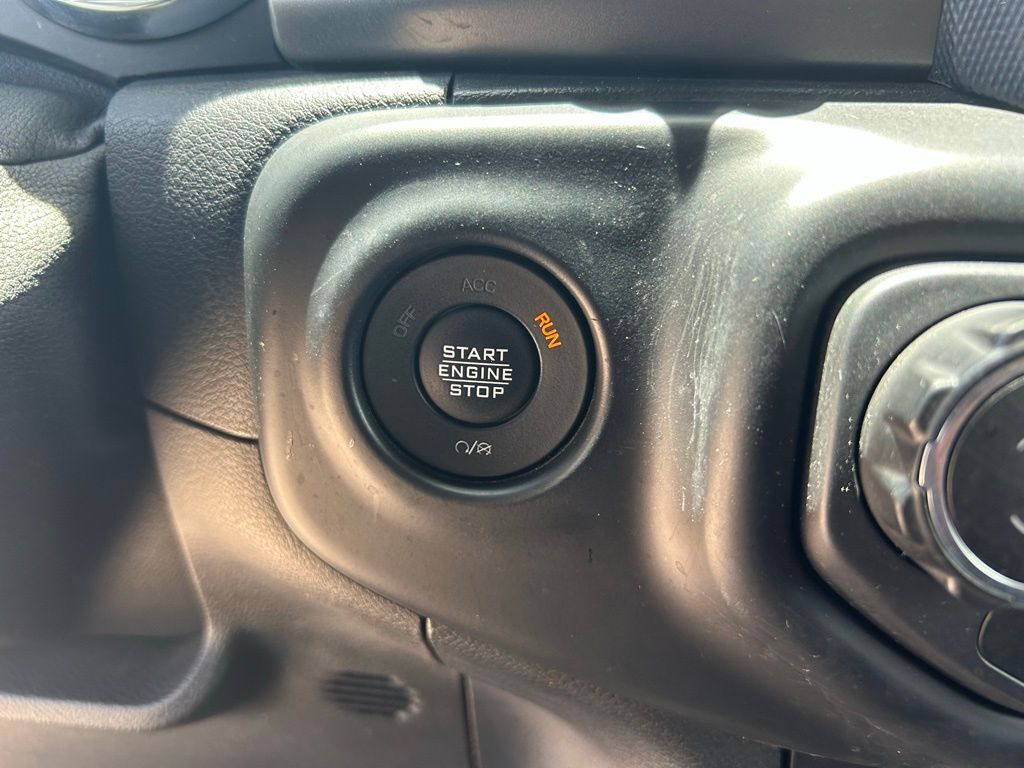 ACC
OFF
RUN
START
ENGINE
STOP